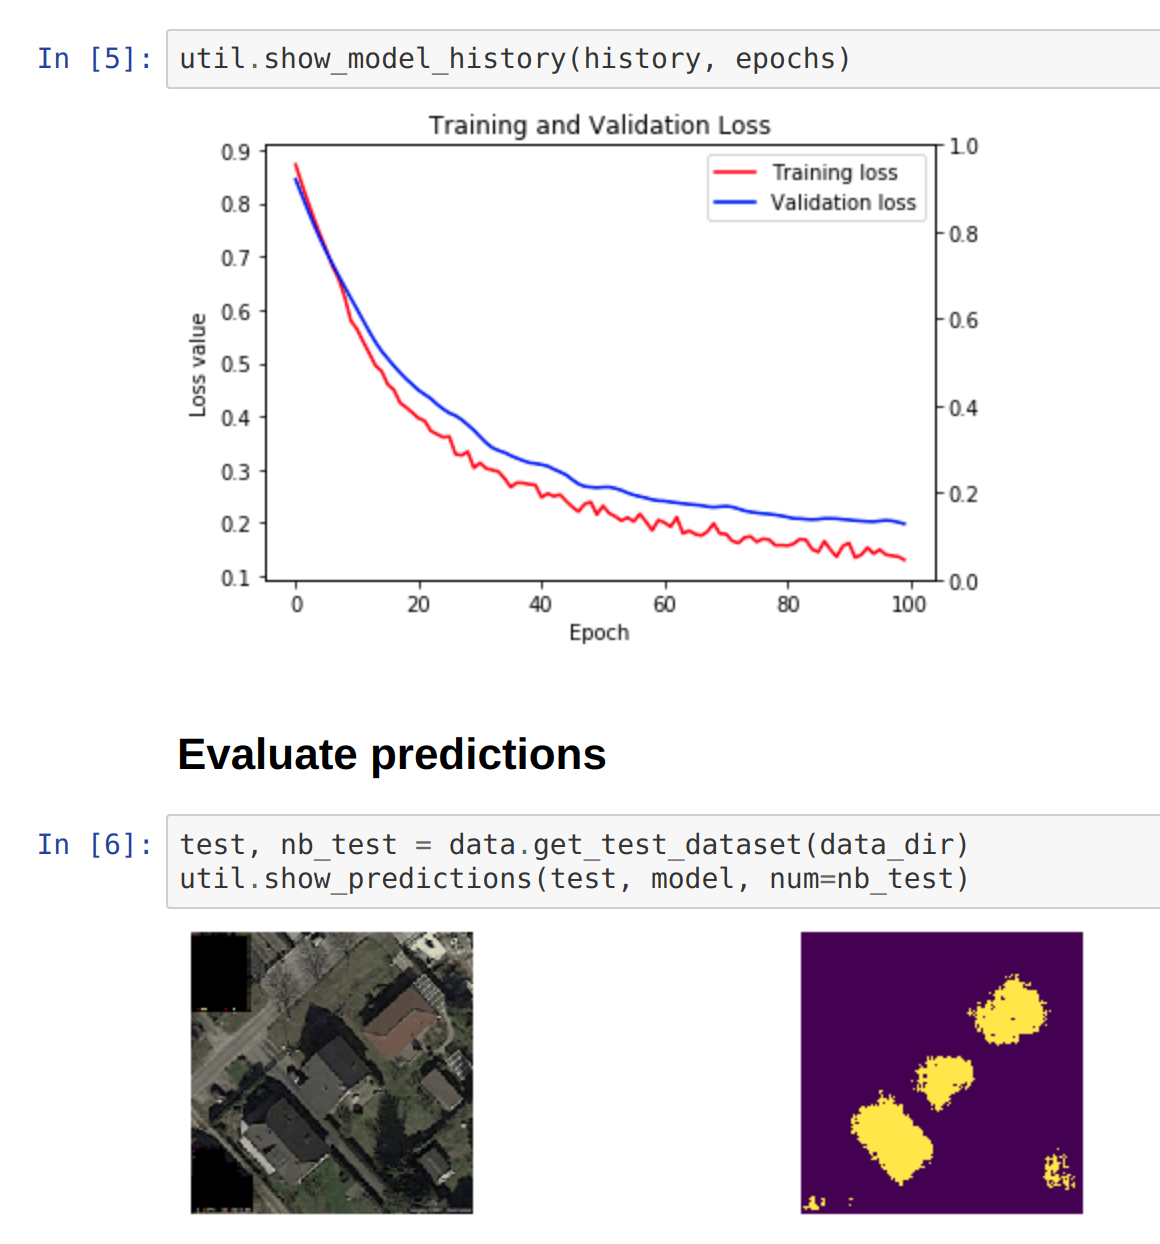 In [5]: util.show_model_history(history, epochs)
Training and Validation Loss
Training loss
Validation loss
0.9
0.8
0.7
0.6
0.5
0.4
0.3
0.2
0.1
Loss value
1.0
0.8
0.6
0.4
0.2
0.0
0 20 40 60 80 100
Epoch
Evaluate predictions
In [6]: test, nb_test = data.get_test_dataset(data_dir)
util.show_predictions(test, model, num=nb_test)